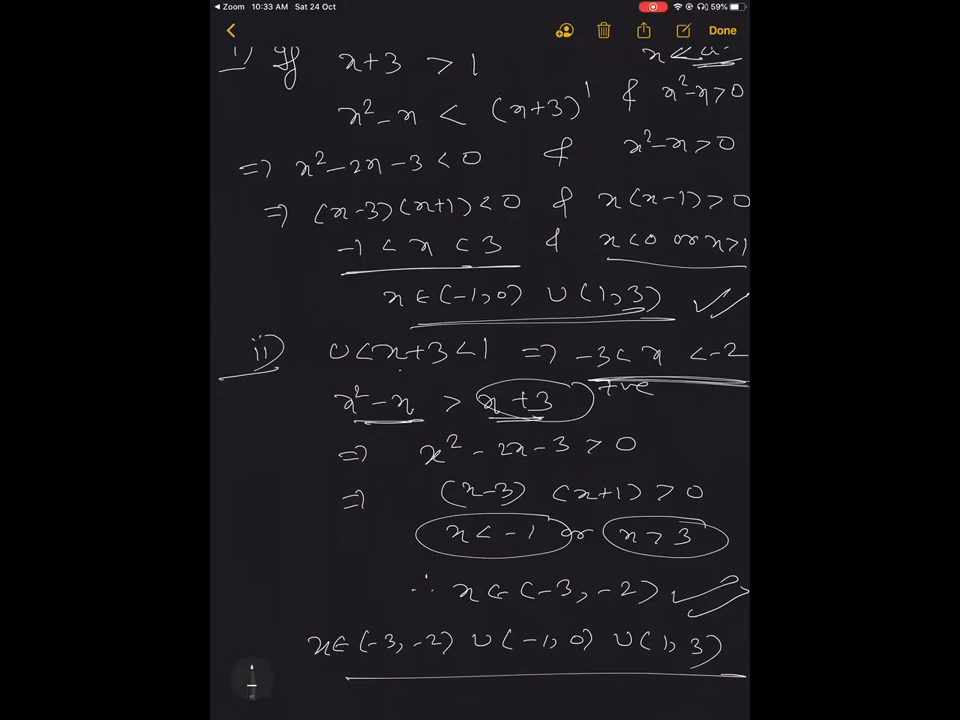 Zoom 10:33 AM Sat 24 Oct 59%
Done
i) If x+3 > 1 x <
x² - x < (x+3)¹ & x² - x > 0
⇒ x² - 2x - 3 < 0 & x² - x > 0
⇒ (x-3)(x+1) < 0 & x(x-1) > 0
-1 < x < 3 & x < 0 or x > 1
x ∈ (-1, 0) ∪ (1, 3)
ii) 0 < x+3 < 1 ⇒ -3 < x < -2
x² - x > x+3 +ve
⇒ x² - 2x - 3 > 0
⇒ (x-3) (x+1) > 0
x < -1 or x > 3
∴ x ∈ (-3, -2)
x ∈ (-3, -2) ∪ (-1, 0) ∪ (1, 3)